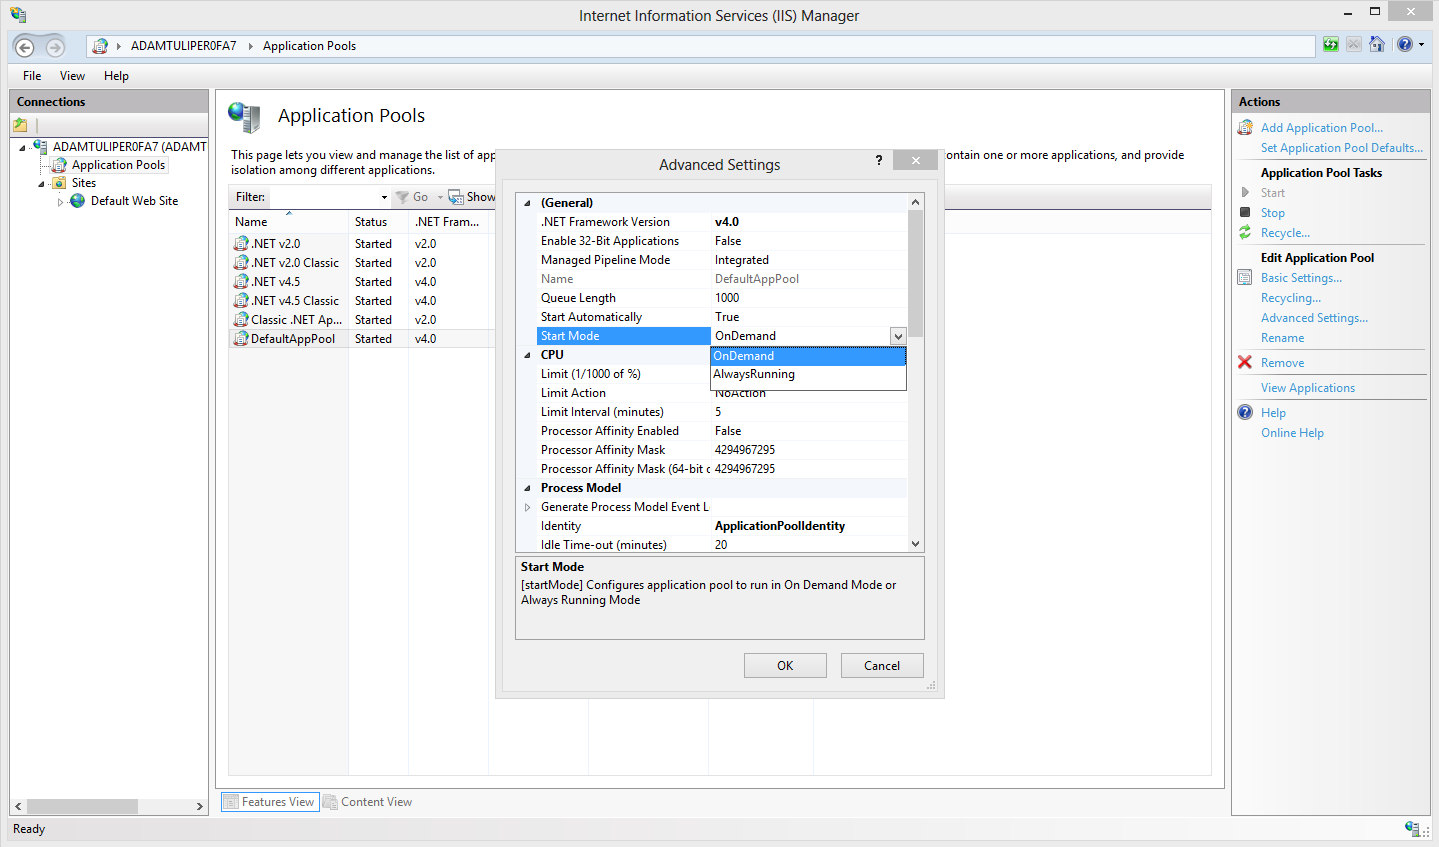 Internet Information Services (IIS) Manager
ADAMTULIPER0FA7 Application Pools
File View Help
Connections
ADAMTULIPER0FA7 (ADAMT
Application Pools
Sites
Default Web Site
Application Pools
This page lets you view and manage the list of app
ontain one or more applications, and provide
isolation among different applications.
Filter: Go Show
Name Status .NET Fram...
.NET v2.0 Started v2.0
.NET v2.0 Classic Started v2.0
.NET v4.5 Started v4.0
.NET v4.5 Classic Started v4.0
Classic .NET Ap... Started v2.0
DefaultAppPool Started v4.0
Advanced Settings ?
(General)
.NET Framework Version v4.0
Enable 32-Bit Applications False
Managed Pipeline Mode Integrated
Name DefaultAppPool
Queue Length 1000
Start Automatically True
Start Mode OnDemand
OnDemand
AlwaysRunning
CPU
Limit (1/1000 of %)
Limit Action NoAction
Limit Interval (minutes) 5
Processor Affinity Enabled False
Processor Affinity Mask 4294967295
Processor Affinity Mask (64-bit o 4294967295
Process Model
Generate Process Model Event L
Identity ApplicationPoolIdentity
Idle Time-out (minutes) 20
Start Mode
[startMode] Configures application pool to run in On Demand Mode or
Always Running Mode
OK Cancel
Actions
Add Application Pool...
Set Application Pool Defaults...
Application Pool Tasks
Start
Stop
Recycle...
Edit Application Pool
Basic Settings...
Recycling...
Advanced Settings...
Rename
Remove
View Applications
Help
Online Help
Features View Content View
Ready